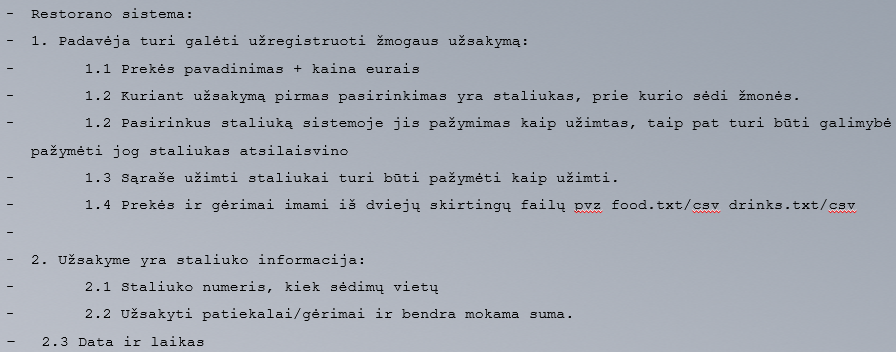 - Restorano sistema:
- 1. Padavėja turi galėti užregistruoti žmogaus užsakymą:
- 1.1 Prekės pavadinimas + kaina eurais
- 1.2 Kuriant užsakymą pirmas pasirinkimas yra staliukas, prie kurio sėdi žmonės.
- 1.2 Pasirinkus staliuką sistemoje jis pažymimas kaip užimtas, taip pat turi būti galimybė
pažymėti jog staliukas atsilaisvino
- 1.3 Sąraše užimti staliukai turi būti pažymėti kaip užimti.
- 1.4 Prekės ir gėrimai imami iš dviejų skirtingų failų pvz food.txt/csv drinks.txt/csv
-
- 2. Užsakyme yra staliuko informacija:
- 2.1 Staliuko numeris, kiek sėdimų vietų
- 2.2 Užsakyti patiekalai/gėrimai ir bendra mokama suma.
- 2.3 Data ir laikas